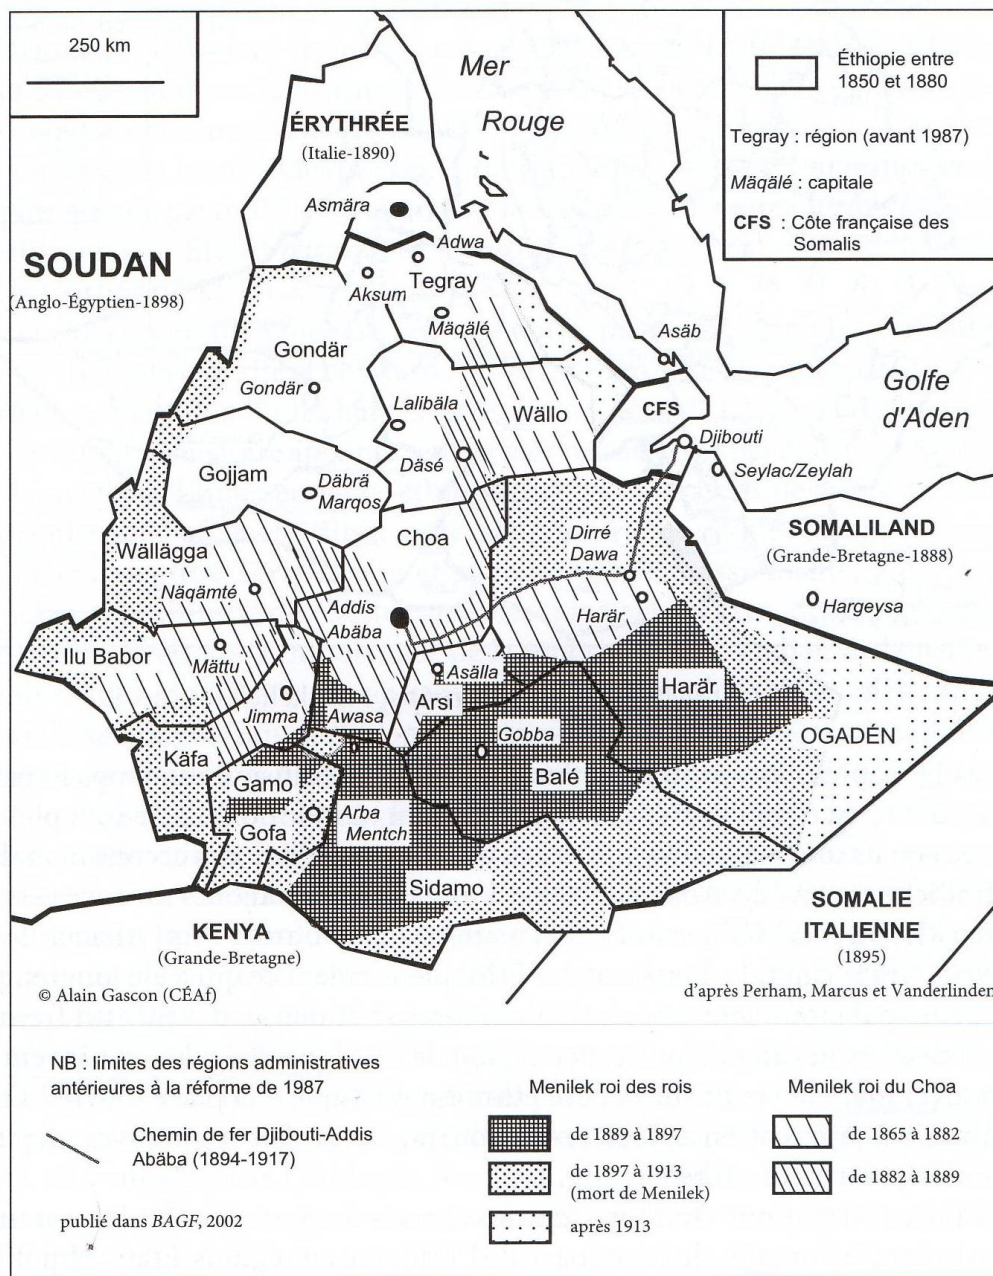 250 km
Mer
Rouge
Éthiopie entre
1850 et 1880
Tegray : région (avant 1987)
Mäqälé : capitale
CFS : Côte française des
Somalis
ÉRYTHRÉE
(Italie-1890)
Asmära
SOUDAN
(Anglo-Égyptien-1898)
Adwa
Tegray
Aksum
Mäqälé
Asäb
Gondär
Gondär
Golfe
d'Aden
Lalibäla
Wällo
CFS
Djibouti
Däsé
Seylac/Zeylah
Gojjam
Däbrä
Marqos
Choa
Dirré
Dawa
SOMALILAND
(Grande-Bretagne-1888)
Wällägga
Näqämté
Addis
Abäba
Harär
Hargeysa
Ilu Babor
Mättu
Asälla
Arsi
Harär
Jimma
Awasa
Gobba
OGADÉN
Käfa
Gamo
Balé
Gofa
Arba
Mentch
Sidamo
SOMALIE
ITALIENNE
(1895)
KENYA
(Grande-Bretagne)
© Alain Gascon (CÉAf)
d'après Perham, Marcus et Vanderlinden
NB : limites des régions administratives
antérieures à la réforme de 1987
Chemin de fer Djibouti-Addis
Abäba (1894-1917)
publié dans BAGF, 2002
Menilek roi des rois
de 1889 à 1897
de 1897 à 1913
(mort de Menilek)
après 1913
Menilek roi du Choa
de 1865 à 1882
de 1882 à 1889